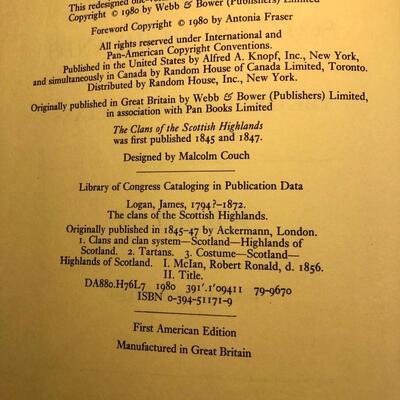 This redesigned one-vol
Copyright © 1980 by Webb & Bower (Publishers) Limited
Foreword Copyright © 1980 by Antonia Fraser
All rights reserved under International and
Pan-American Copyright Conventions.
Published in the United States by Alfred A. Knopf, Inc., New York,
and simultaneously in Canada by Random House of Canada Limited, Toronto.
Distributed by Random House, Inc., New York.
Originally published in Great Britain by Webb & Bower (Publishers) Limited,
in association with Pan Books Limited
The Clans of the Scottish Highlands
was first published 1845 and 1847.
Designed by Malcolm Couch
Library of Congress Cataloging in Publication Data
Logan, James, 1794?–1872.
The clans of the Scottish Highlands.
Originally published in 1845-47 by Ackermann, London.
1. Clans and clan system—Scotland—Highlands of
Scotland. 2. Tartans. 3. Costume—Scotland—
Highlands of Scotland. I. McIan, Robert Ronald, d. 1856.
II. Title.
DA880.H76L7 1980 391'.1'09411 79-9670
ISBN 0-394-51171-9
First American Edition
Manufactured in Great Britain